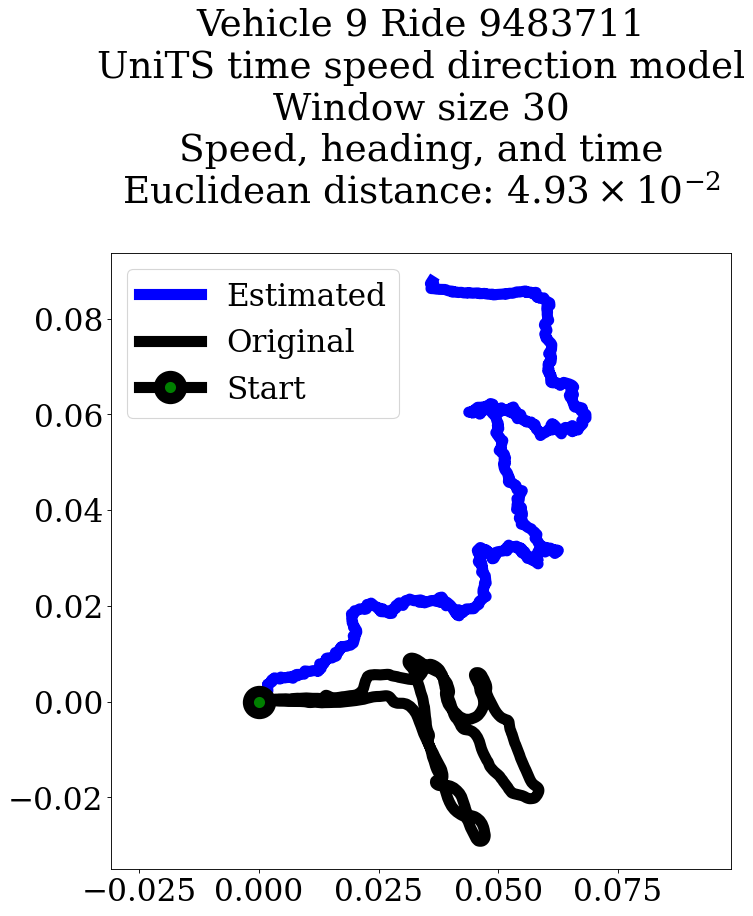 Vehicle 9 Ride 9483711
UniTS time speed direction model
Window size 30
Speed, heading, and time
Euclidean distance: 4.93 × 10⁻²
Estimated
Original
Start
0.08
0.06
0.04
0.02
0.00
−0.02
−0.025 0.000 0.025 0.050 0.075